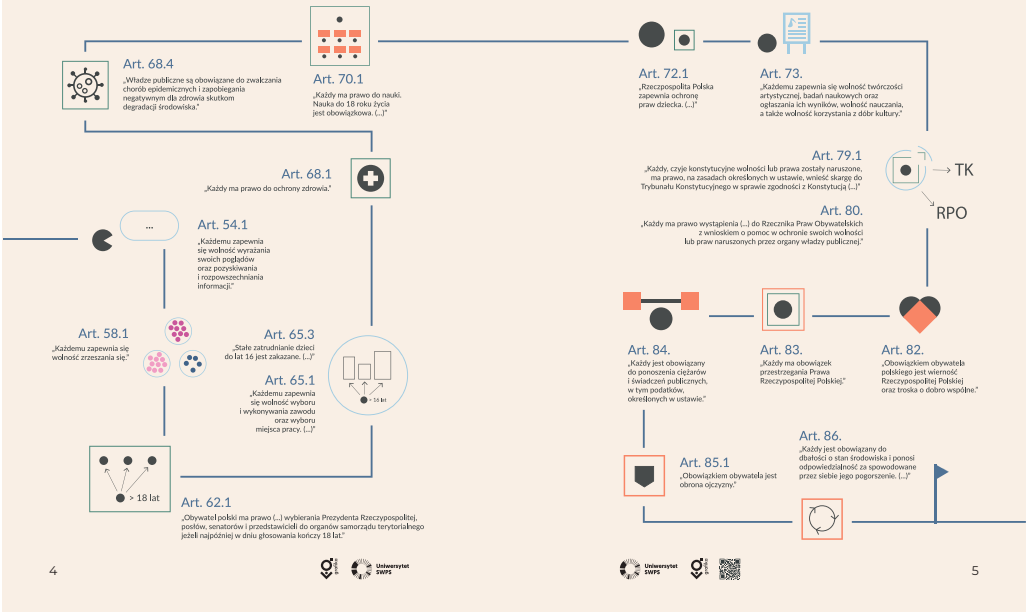 Art. 68.4
„Władze publiczne są obowiązane do zwalczania
chorób epidemicznych i zapobiegania
negatywnym dla zdrowia skutkom
degradacji środowiska.”
Art. 70.1
„Każdy ma prawo do nauki.
Nauka do 18 roku życia
jest obowiązkowa. (...)”
Art. 68.1
„Każdy ma prawo do ochrony zdrowia.”
...
Art. 54.1
„Każdemu zapewnia
się wolność wyrażania
swoich poglądów
oraz pozyskiwania
i rozpowszechniania
informacji.”
Art. 58.1
„Każdemu zapewnia się
wolność zrzeszania się.”
Art. 65.3
„Stałe zatrudnianie dzieci
do lat 16 jest zakazane. (...)”
Art. 65.1
„Każdemu zapewnia
się wolność wyboru
i wykonywania zawodu
oraz wyboru
miejsca pracy. (...)”
> 16 lat
> 18 lat
Art. 62.1
„Obywatel polski ma prawo (...) wybierania Prezydenta Rzeczypospolitej,
posłów, senatorów i przedstawicieli do organów samorządu terytorialnego
jeżeli najpóźniej w dniu głosowania kończy 18 lat.”
4
grafika
Uniwersytet
SWPS
Art. 72.1
„Rzeczpospolita Polska
zapewnia ochronę
praw dziecka. (...)”
Art. 73.
„Każdemu zapewnia się wolność twórczości
artystycznej, badań naukowych oraz
ogłaszania ich wyników, wolność nauczania,
a także wolność korzystania z dóbr kultury.”
Art. 79.1
„Każdy, czyje konstytucyjne wolności lub prawa zostały naruszone,
ma prawo, na zasadach określonych w ustawie, wnieść skargę do
Trybunału Konstytucyjnego w sprawie zgodności z Konstytucją (...)”
TK
RPO
Art. 80.
„Każdy ma prawo wystąpienia (...) do Rzecznika Praw Obywatelskich
z wnioskiem o pomoc w ochronie swoich wolności
lub praw naruszonych przez organy władzy publicznej.”
Art. 84.
„Każdy jest obowiązany
do ponoszenia ciężarów
i świadczeń publicznych,
w tym podatków,
określonych w ustawie.”
Art. 83.
„Każdy ma obowiązek
przestrzegania Prawa
Rzeczypospolitej Polskiej.”
Art. 82.
„Obowiązkiem obywatela
polskiego jest wierność
Rzeczypospolitej Polskiej
oraz troska o dobro wspólne.”
Art. 85.1
„Obowiązkiem obywatela jest
obrona ojczyzny.”
Art. 86.
„Każdy jest obowiązany do
dbałości o stan środowiska i ponosi
odpowiedzialność za spowodowane
przez siebie jego pogorszenie. (...)”
Uniwersytet
SWPS
grafika
5